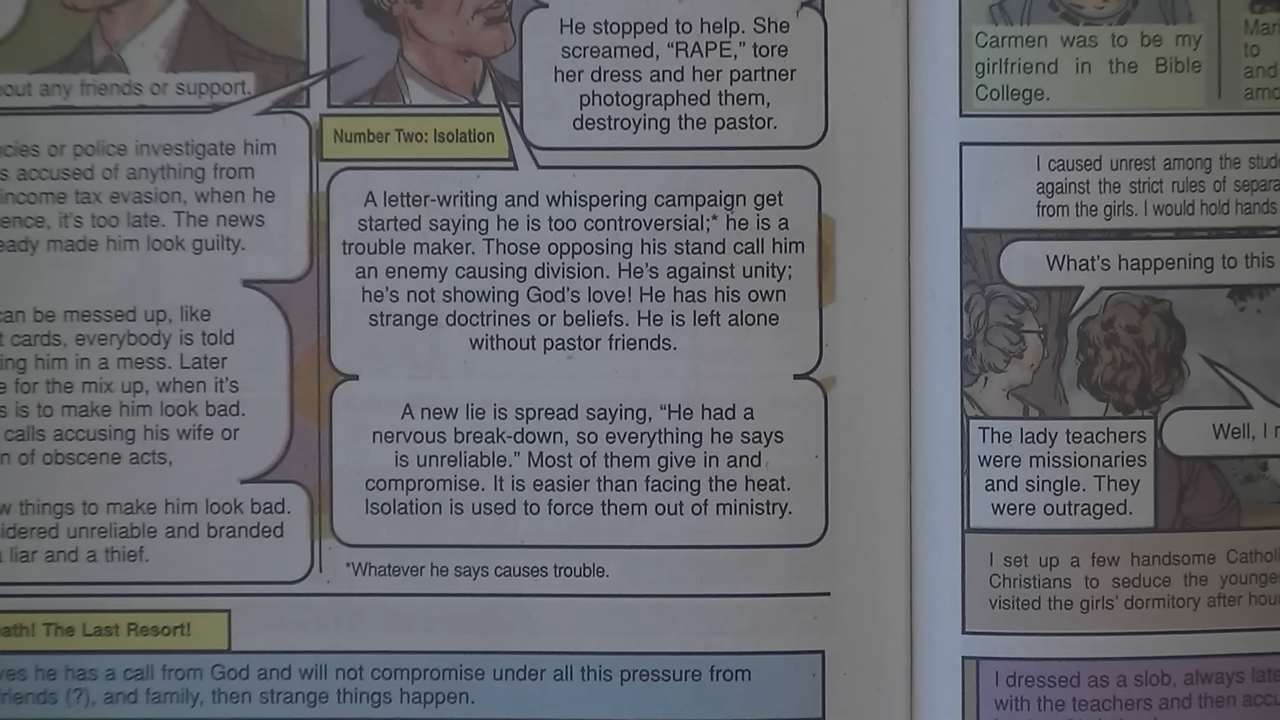 out any friends or support.
He stopped to help. She
screamed, “RAPE,” tore
her dress and her partner
photographed them,
destroying the pastor.
cies or police investigate him
s accused of anything from
income tax evasion, when he
ence, it's too late. The news
eady made him look guilty.
can be messed up, like
t cards, everybody is told
ing him in a mess. Later
e for the mix up, when it's
s is to make him look bad.
calls accusing his wife or
n of obscene acts,
w things to make him look bad.
idered unreliable and branded
liar and a thief.
Number Two: Isolation
A letter-writing and whispering campaign get
started saying he is too controversial;* he is a
trouble maker. Those opposing his stand call him
an enemy causing division. He's against unity;
he's not showing God's love! He has his own
strange doctrines or beliefs. He is left alone
without pastor friends.
A new lie is spread saying, “He had a
nervous break-down, so everything he says
is unreliable.” Most of them give in and
compromise. It is easier than facing the heat.
Isolation is used to force them out of ministry.
*Whatever he says causes trouble.
ath! The Last Resort!
ves he has a call from God and will not compromise under all this pressure from
riends (?), and family, then strange things happen.
Carmen was to be my
girlfriend in the Bible
College.
Mar
to
and
amo
I caused unrest among the stud
against the strict rules of separa
from the girls. I would hold hands
What's happening to this
Well, I
The lady teachers
were missionaries
and single. They
were outraged.
I set up a few handsome Catholi
Christians to seduce the younge
visited the girls' dormitory after hou
I dressed as a slob, always late
with the teachers and then accu